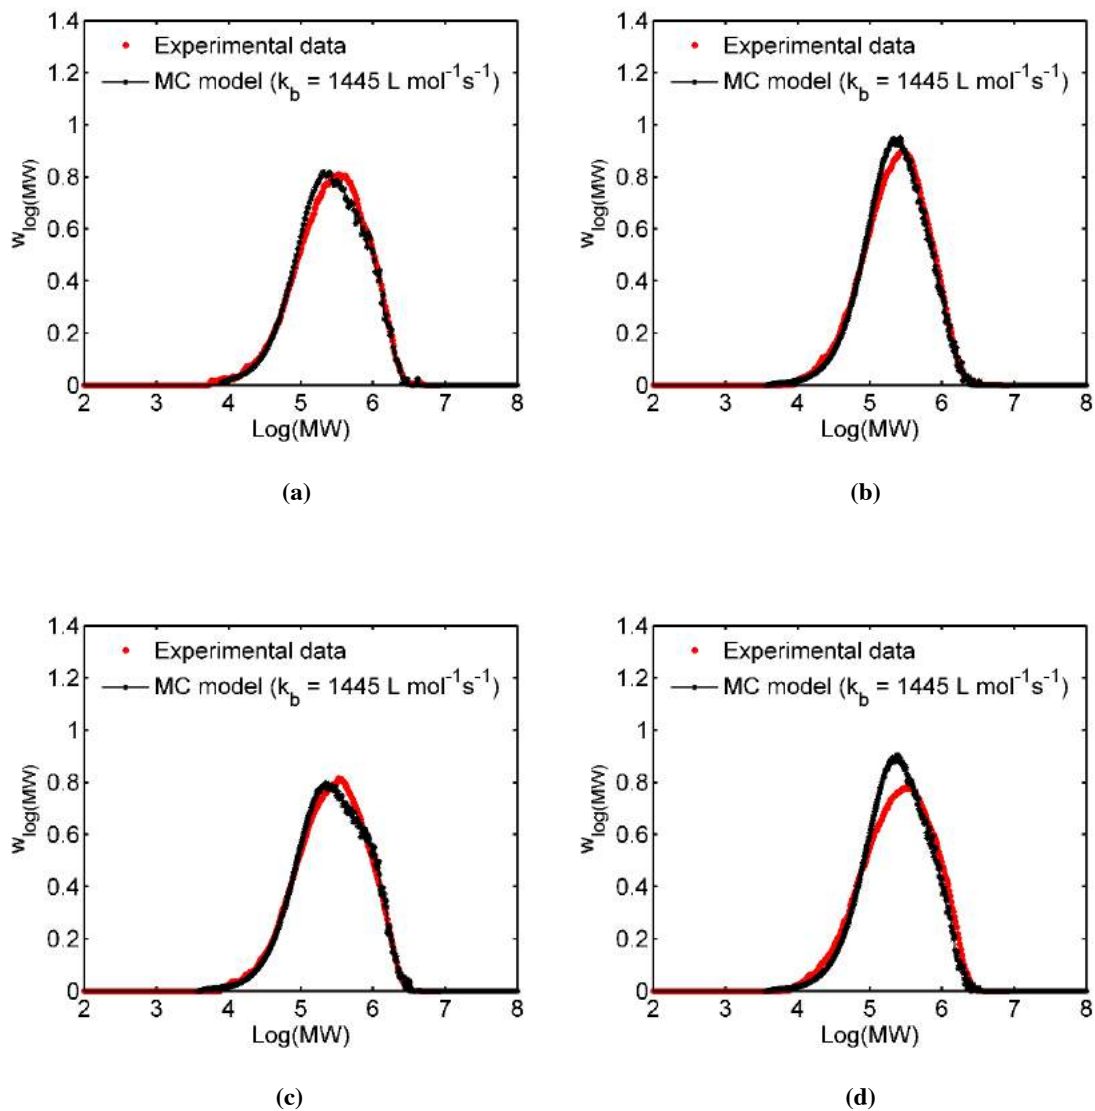 1.4
1.2
1
0.8
0.6
0.4
0.2
0
w_log(MW)
Experimental data
MC model (k_b = 1445 L mol^-1 s^-1)
2 3 4 5 6 7 8
Log(MW)
(a)
1.4
1.2
1
0.8
0.6
0.4
0.2
0
w_log(MW)
Experimental data
MC model (k_b = 1445 L mol^-1 s^-1)
2 3 4 5 6 7 8
Log(MW)
(b)
1.4
1.2
1
0.8
0.6
0.4
0.2
0
w_log(MW)
Experimental data
MC model (k_b = 1445 L mol^-1 s^-1)
2 3 4 5 6 7 8
Log(MW)
(c)
1.4
1.2
1
0.8
0.6
0.4
0.2
0
w_log(MW)
Experimental data
MC model (k_b = 1445 L mol^-1 s^-1)
2 3 4 5 6 7 8
Log(MW)
(d)